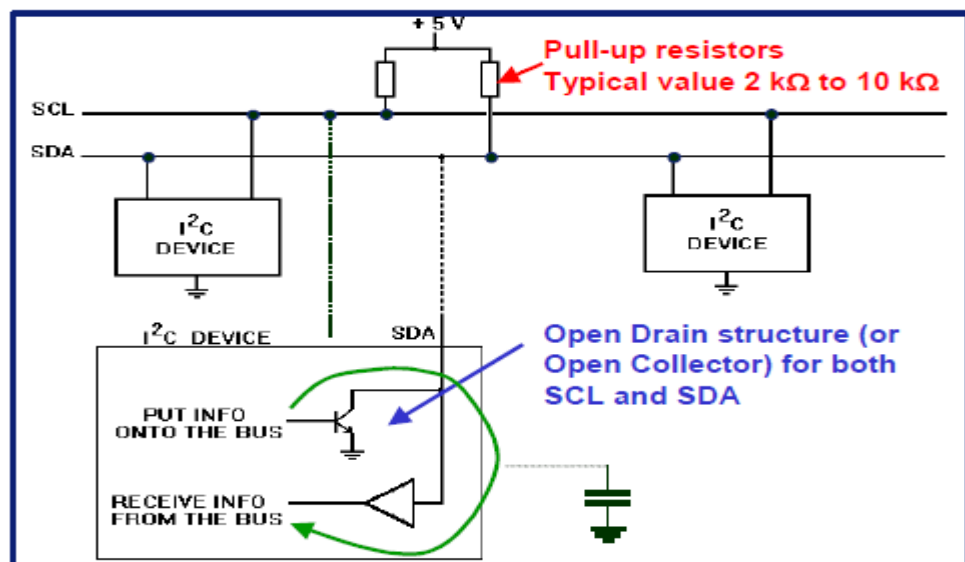 + 5 V
Pull-up resistors
Typical value 2 kΩ to 10 kΩ
SCL
SDA
I²C
DEVICE
I²C
DEVICE
I²C DEVICE
SDA
Open Drain structure (or
Open Collector) for both
SCL and SDA
PUT INFO
ONTO THE BUS
RECEIVE INFO
FROM THE BUS